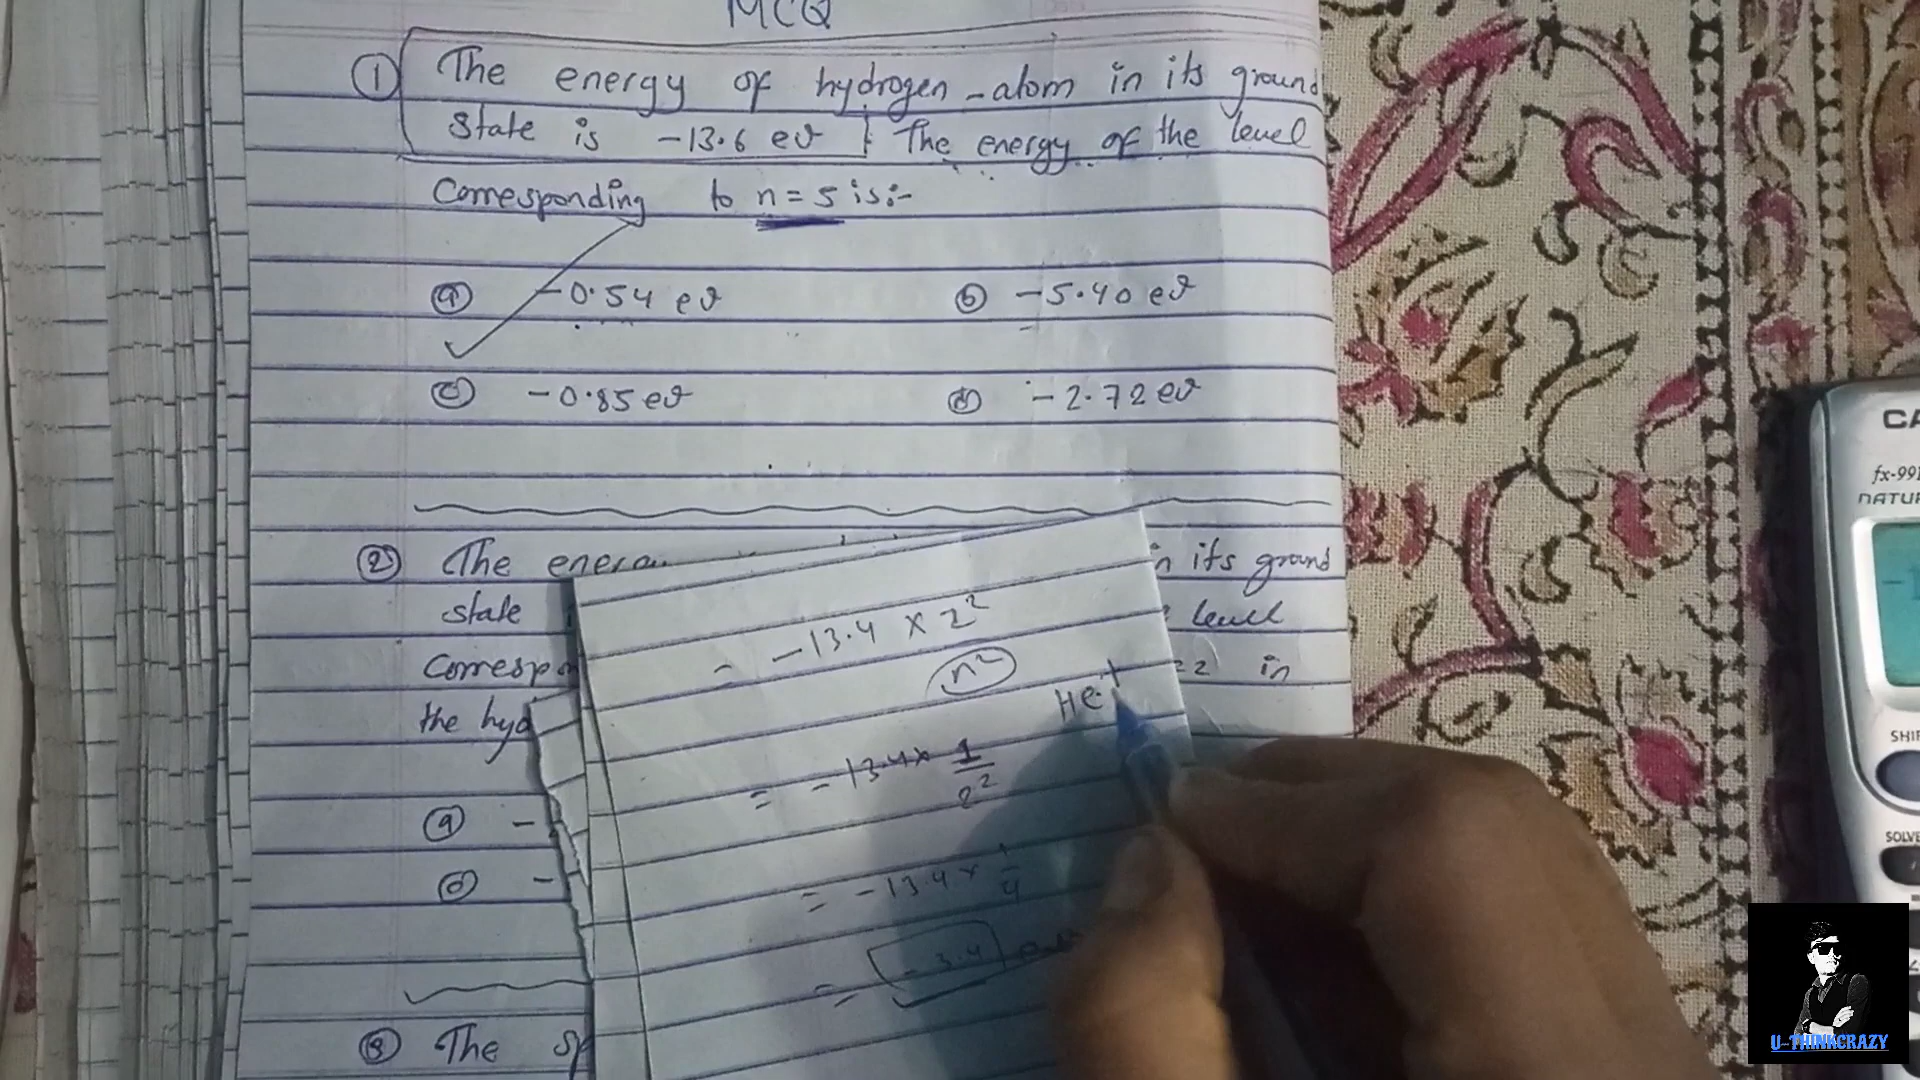 MCQ
① The energy of hydrogen-atom in its ground
state is -13.6 ev. The energy of the level
Corresponding to n=5 is:-
ⓐ -0.54 ev ⓑ -5.40 ev
ⓒ -0.85 ev ⓓ -2.72 ev
② The in its ground
state level
in
the
ⓐ -
ⓓ -
③ The
= -13.4 × z²
n²
He+
= -13.4 × 1
2²
= -13.4 × 1
4
= -3.4
CA
fx-991
NATUR
SHIF
SOLVE
U-THINKCRAZY